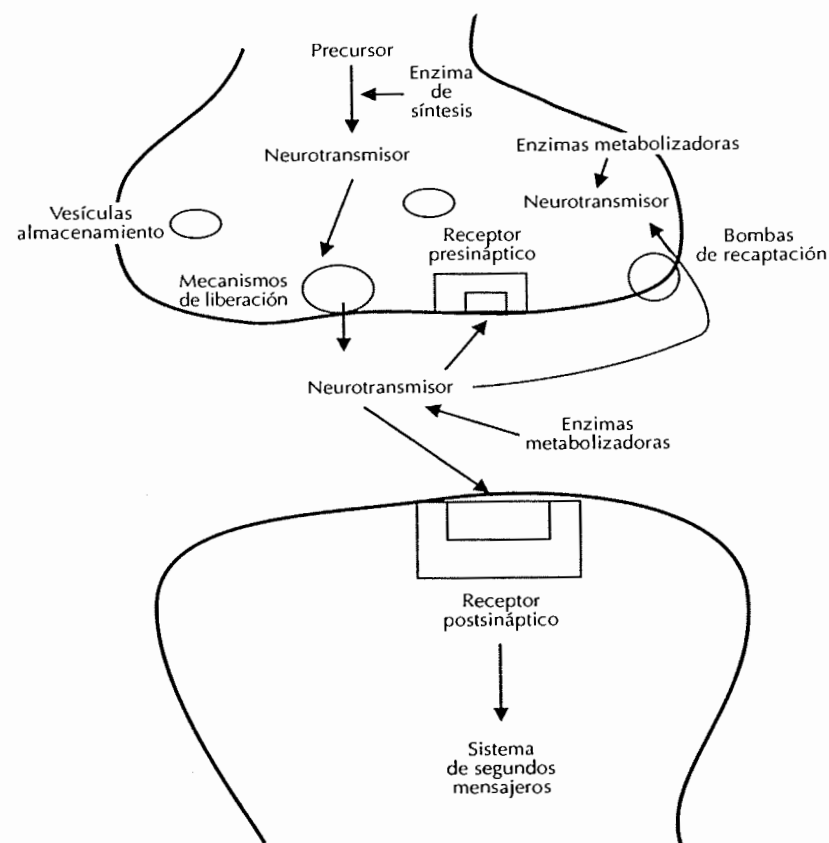 Precursor
Enzima
de
síntesis
Neurotransmisor
Enzimas metabolizadoras
Neurotransmisor
Vesículas
almacenamiento
Receptor
presináptico
Bombas
de recaptación
Mecanismos
de liberación
Neurotransmisor
Enzimas
metabolizadoras
Receptor
postsináptico
Sistema
de segundos
mensajeros